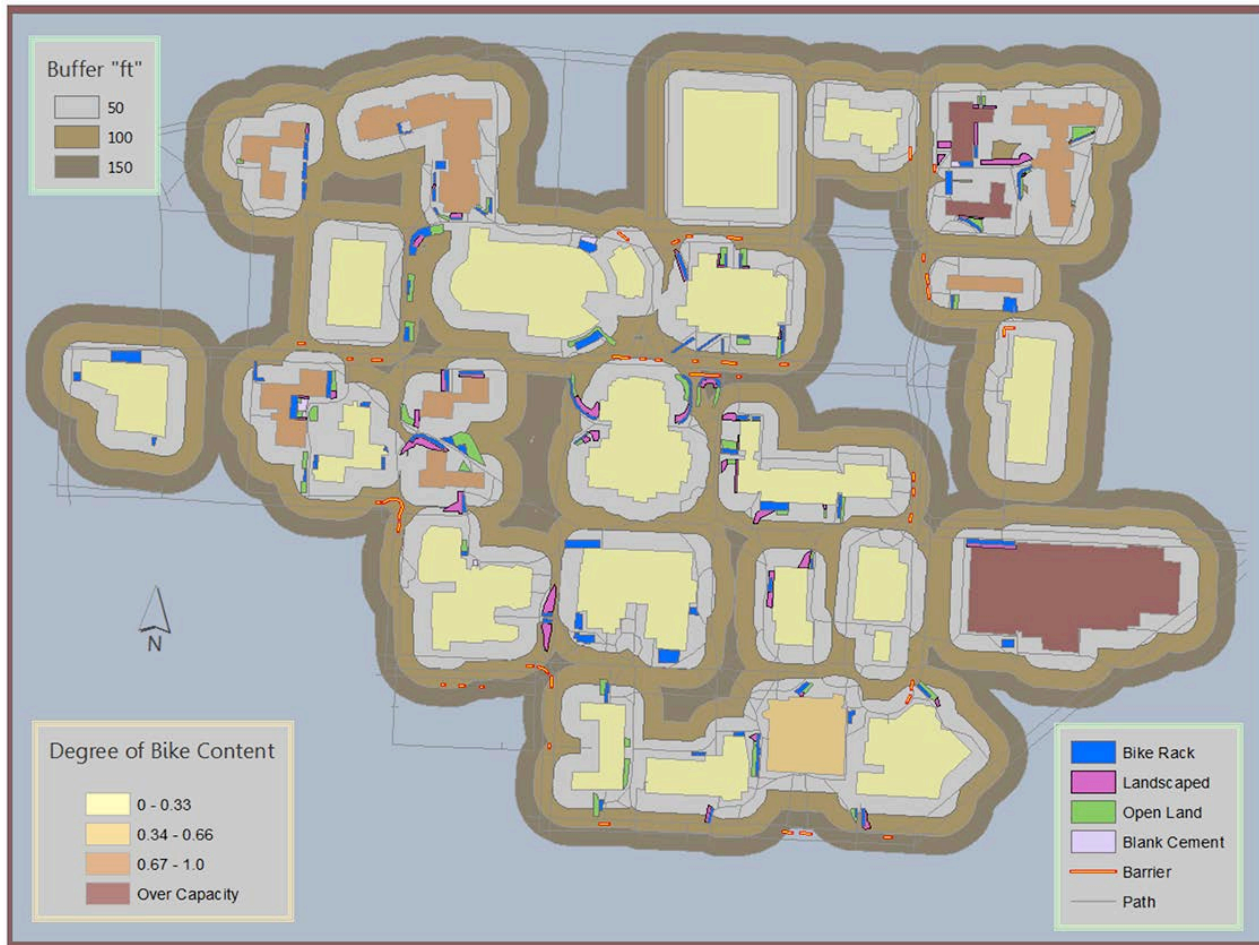 Buffer "ft"
50
100
150
N
Degree of Bike Content
0 - 0.33
0.34 - 0.66
0.67 - 1.0
Over Capacity
Bike Rack
Landscaped
Open Land
Blank Cement
Barrier
Path